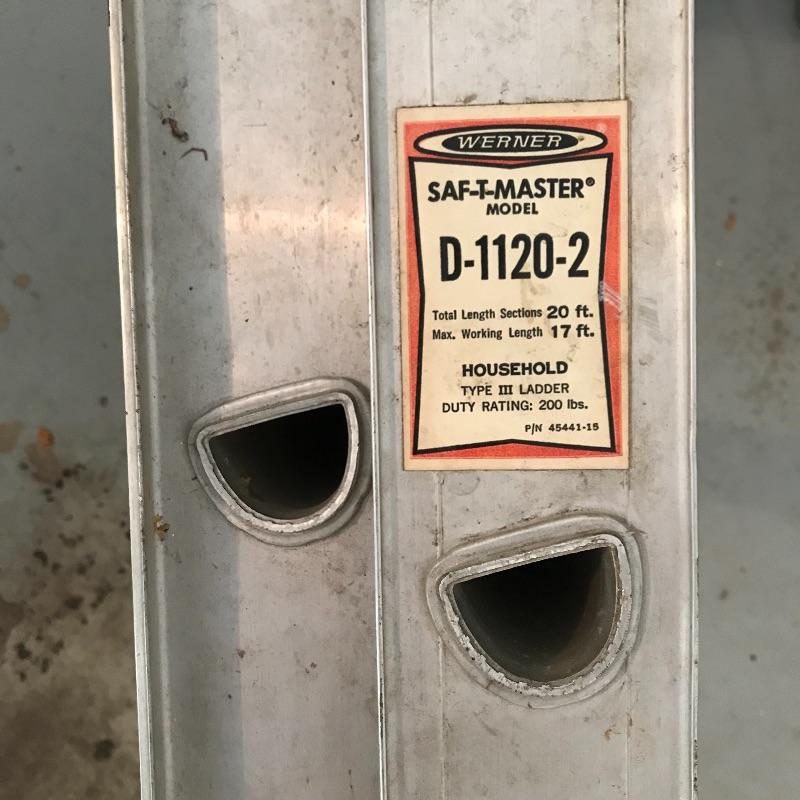 WERNER®
SAF-T-MASTER®
MODEL
D-1120-2
Total Length Sections 20 ft.
Max. Working Length 17 ft.
HOUSEHOLD
TYPE III LADDER
DUTY RATING: 200 lbs.
P/N 45441-15